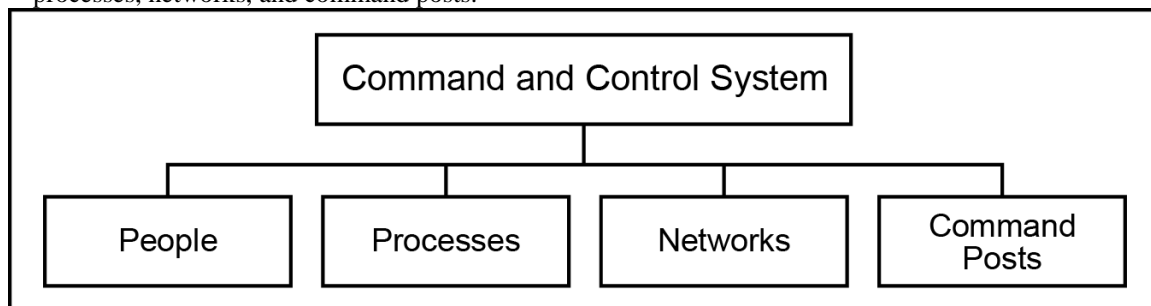 processes, networks, and command posts.
Command and Control System
People
Processes
Networks
Command
Posts